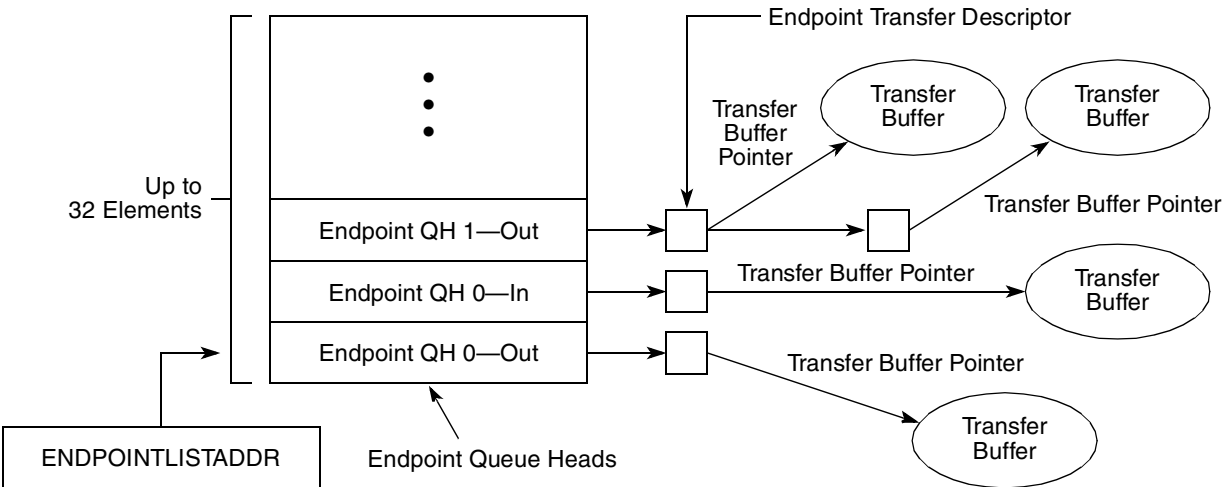 Endpoint Transfer Descriptor
Transfer
Buffer
Pointer
Transfer
Buffer
Transfer
Buffer
Up to
32 Elements
Transfer Buffer Pointer
Endpoint QH 1—Out
Endpoint QH 0—In
Transfer Buffer Pointer
Transfer
Buffer
Endpoint QH 0—Out
Transfer Buffer Pointer
Transfer
Buffer
ENDPOINTLISTADDR
Endpoint Queue Heads